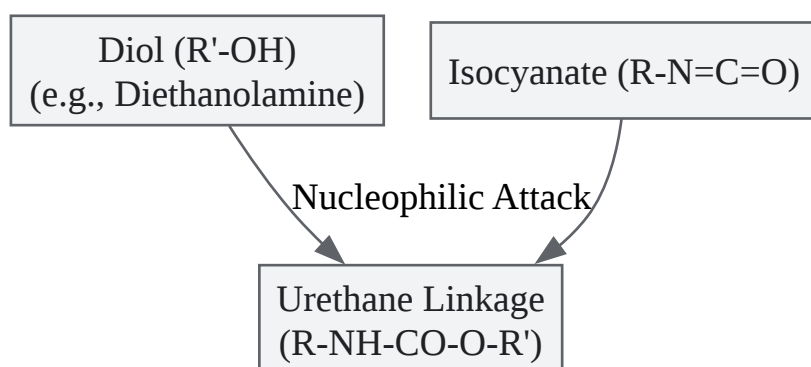 Diol (R'-OH)
(e.g., Diethanolamine)
Isocyanate (R-N=C=O)
Nucleophilic Attack
Urethane Linkage
(R-NH-CO-O-R')